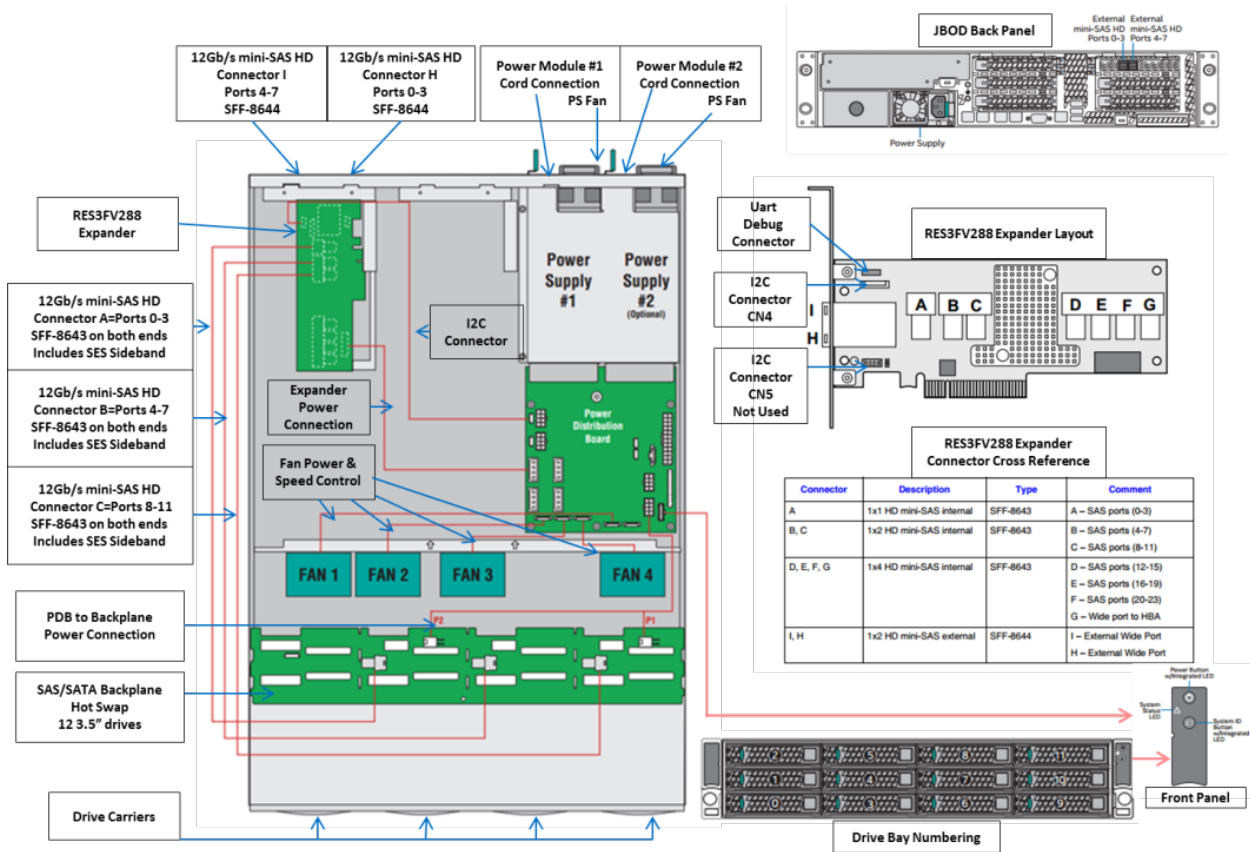 12Gb/s mini-SAS HD
Connector I
Ports 4-7
SFF-8644
12Gb/s mini-SAS HD
Connector H
Ports 0-3
SFF-8644
Power Module #1
Cord Connection
PS Fan
Power Module #2
Cord Connection
PS Fan
JBOD Back Panel
External
mini-SAS HD
Ports 0-3
External
mini-SAS HD
Ports 4-7
Power Supply
RES3FV288
Expander
12Gb/s mini-SAS HD
Connector A=Ports 0-3
SFF-8643 on both ends
Includes SES Sideband
12Gb/s mini-SAS HD
Connector B=Ports 4-7
SFF-8643 on both ends
Includes SES Sideband
12Gb/s mini-SAS HD
Connector C=Ports 8-11
SFF-8643 on both ends
Includes SES Sideband
Power
Supply
#1
Power
Supply
#2
(Optional)
I2C
Connector
Expander
Power
Connection
Power
Distribution
Board
Fan Power &
Speed Control
FAN 1
FAN 2
FAN 3
FAN 4
PDB to Backplane
Power Connection
P2
P1
SAS/SATA Backplane
Hot Swap
12 3.5” drives
Drive Carriers
Uart
Debug
Connector
RES3FV288 Expander Layout
I2C
Connector
CN4
I
H
A
B
C
D
E
F
G
I2C
Connector
CN5
Not Used
RES3FV288 Expander
Connector Cross Reference
Connector Description Type Comment
A 1x1 HD mini-SAS internal SFF-8643 A – SAS ports (0-3)
B, C 1x2 HD mini-SAS internal SFF-8643 B – SAS ports (4-7)
C – SAS ports (8-11)
D, E, F, G 1x4 HD mini-SAS internal SFF-8643 D – SAS ports (12-15)
E – SAS ports (16-19)
F – SAS ports (20-23)
G – Wide port to HBA
I, H 1x2 HD mini-SAS external SFF-8644 I – External Wide Port
H – External Wide Port
Power Button
w/Integrated LED
System
Status
LED
System ID
Button
w/Integrated
LED
Front Panel
2 5 8 11
1 4 7 10
0 3 6 9
Drive Bay Numbering